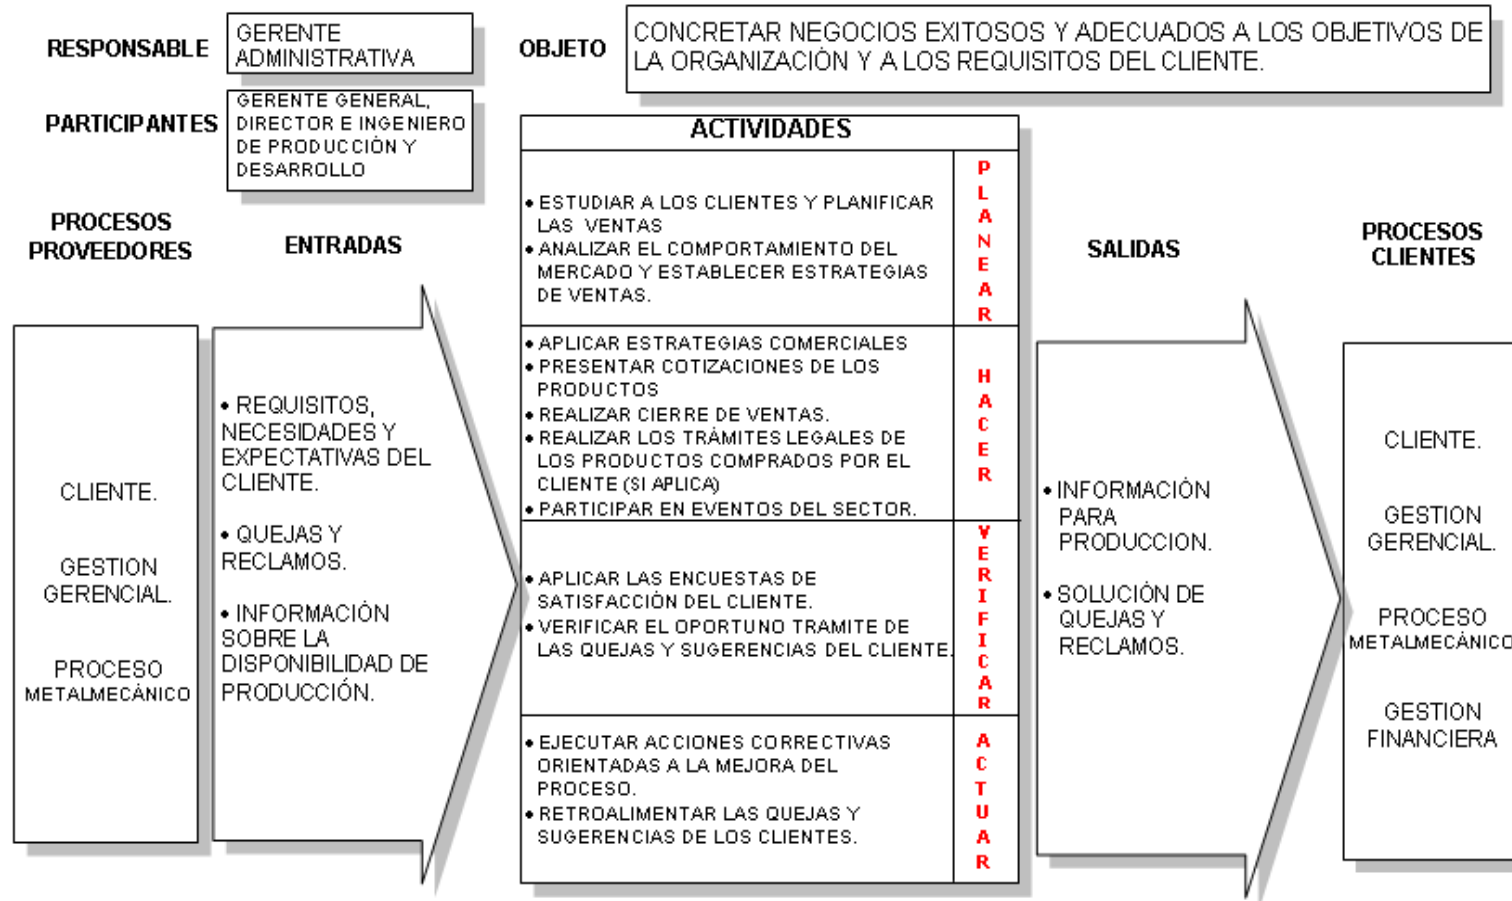 RESPONSABLE
GERENTE
ADMINISTRATIVA
OBJETO
CONCRETAR NEGOCIOS EXITOSOS Y ADECUADOS A LOS OBJETIVOS DE
LA ORGANIZACIÓN Y A LOS REQUISITOS DEL CLIENTE.
PARTICIPANTES
GERENTE GENERAL,
DIRECTOR E INGENIERO
DE PRODUCCIÓN Y
DESARROLLO
PROCESOS
PROVEEDORES
CLIENTE.
GESTION
GERENCIAL.
PROCESO
METALMECÁNICO
ENTRADAS
• REQUISITOS,
NECESIDADES Y
EXPECTATIVAS DEL
CLIENTE.
• QUEJAS Y
RECLAMOS.
• INFORMACIÓN
SOBRE LA
DISPONIBILIDAD DE
PRODUCCIÓN.
ACTIVIDADES
• ESTUDIAR A LOS CLIENTES Y PLANIFICAR
LAS VENTAS
• ANALIZAR EL COMPORTAMIENTO DEL
MERCADO Y ESTABLECER ESTRATEGIAS
DE VENTAS.
PLANEAR
• APLICAR ESTRATEGIAS COMERCIALES
• PRESENTAR COTIZACIONES DE LOS
PRODUCTOS
• REALIZAR CIERRE DE VENTAS.
• REALIZAR LOS TRÁMITES LEGALES DE
LOS PRODUCTOS COMPRADOS POR EL
CLIENTE (SI APLICA)
• PARTICIPAR EN EVENTOS DEL SECTOR.
HACER
• APLICAR LAS ENCUESTAS DE
SATISFACCIÓN DEL CLIENTE.
• VERIFICAR EL OPORTUNO TRAMITE DE
LAS QUEJAS Y SUGERENCIAS DEL CLIENTE.
VERIFICAR
• EJECUTAR ACCIONES CORRECTIVAS
ORIENTADAS A LA MEJORA DEL
PROCESO.
• RETROALIMENTAR LAS QUEJAS Y
SUGERENCIAS DE LOS CLIENTES.
ACTUAR
SALIDAS
• INFORMACIÓN
PARA
PRODUCCION.
• SOLUCIÓN DE
QUEJAS Y
RECLAMOS.
PROCESOS
CLIENTES
CLIENTE.
GESTION
GERENCIAL.
PROCESO
METALMECÁNICO
GESTION
FINANCIERA